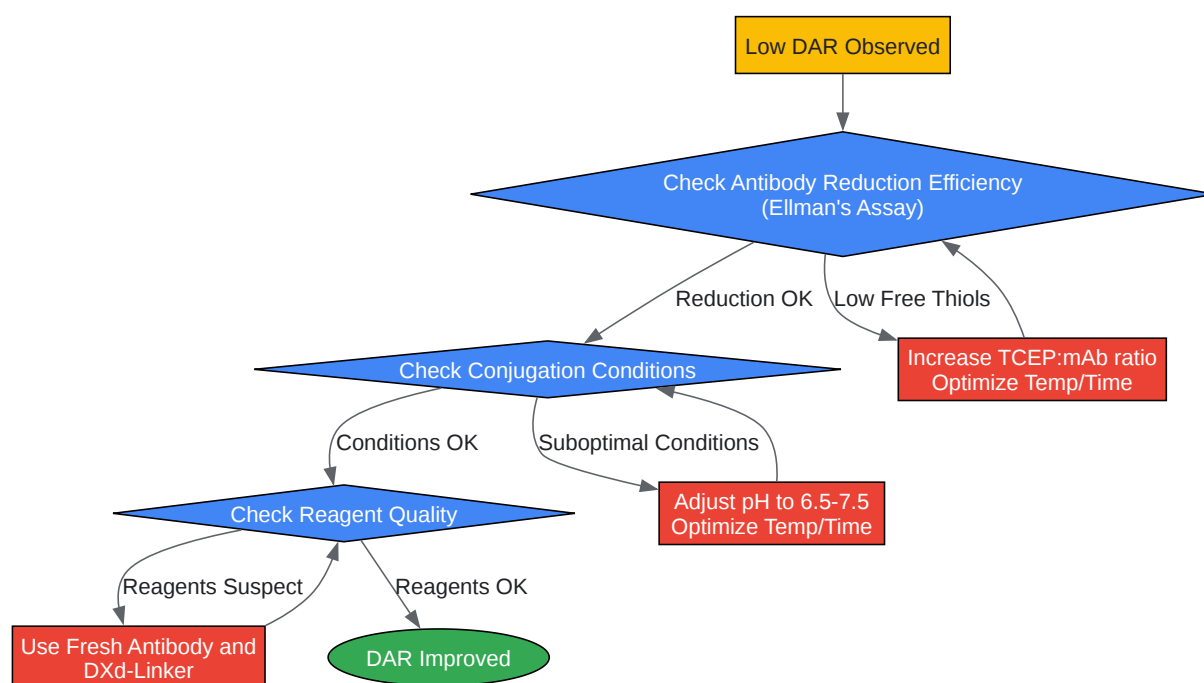 Low DAR Observed
Check Antibody Reduction Efficiency
(Ellman's Assay)
Reduction OK
Low Free Thiols
Increase TCEP:mAb ratio
Optimize Temp/Time
Check Conjugation Conditions
Conditions OK
Suboptimal Conditions
Adjust pH to 6.5-7.5
Optimize Temp/Time
Check Reagent Quality
Reagents Suspect
Reagents OK
Use Fresh Antibody and
DXd-Linker
DAR Improved